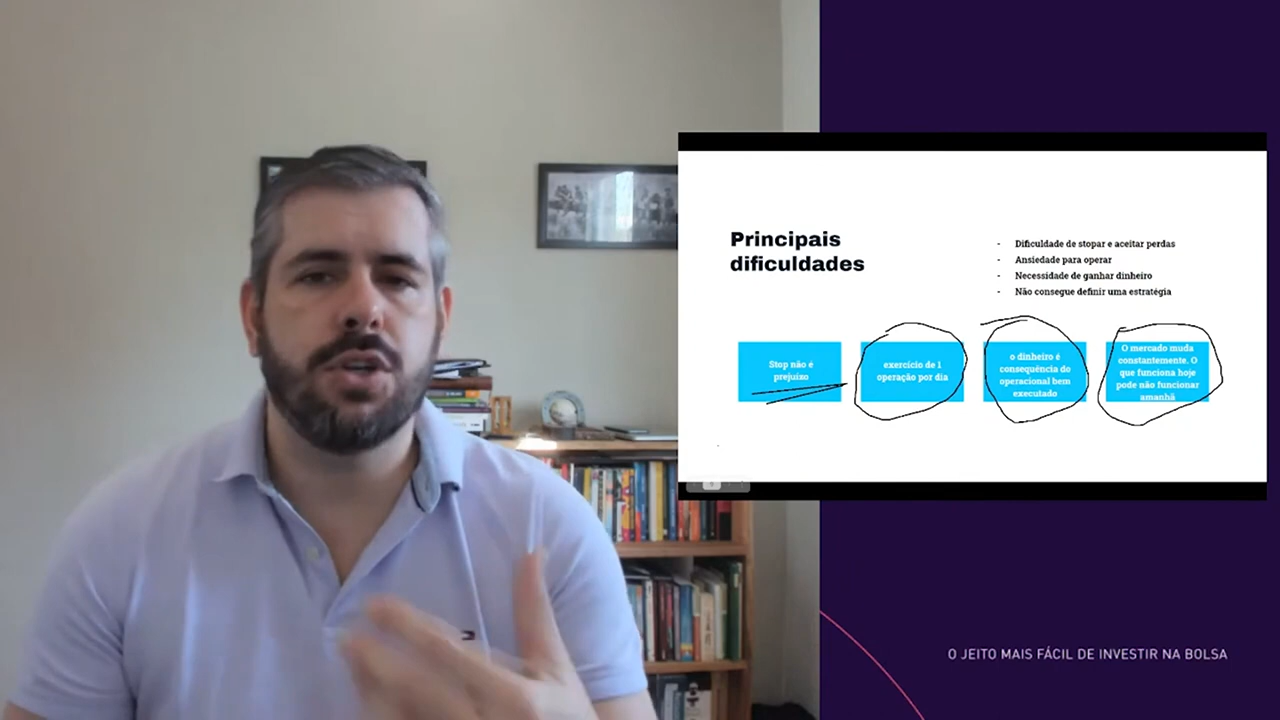 Principais
dificuldades
- Dificuldade de stopar e aceitar perdas
- Ansiedade para operar
- Necessidade de ganhar dinheiro
- Não consegue definir uma estratégia
Stop não é
prejuízo
exercício de 1
operação por dia
o dinheiro é
consequência do
operacional bem
executado
O mercado muda
constantemente. O
que funciona hoje
pode não funcionar
amanhã
O JEITO MAIS FÁCIL DE INVESTIR NA BOLSA